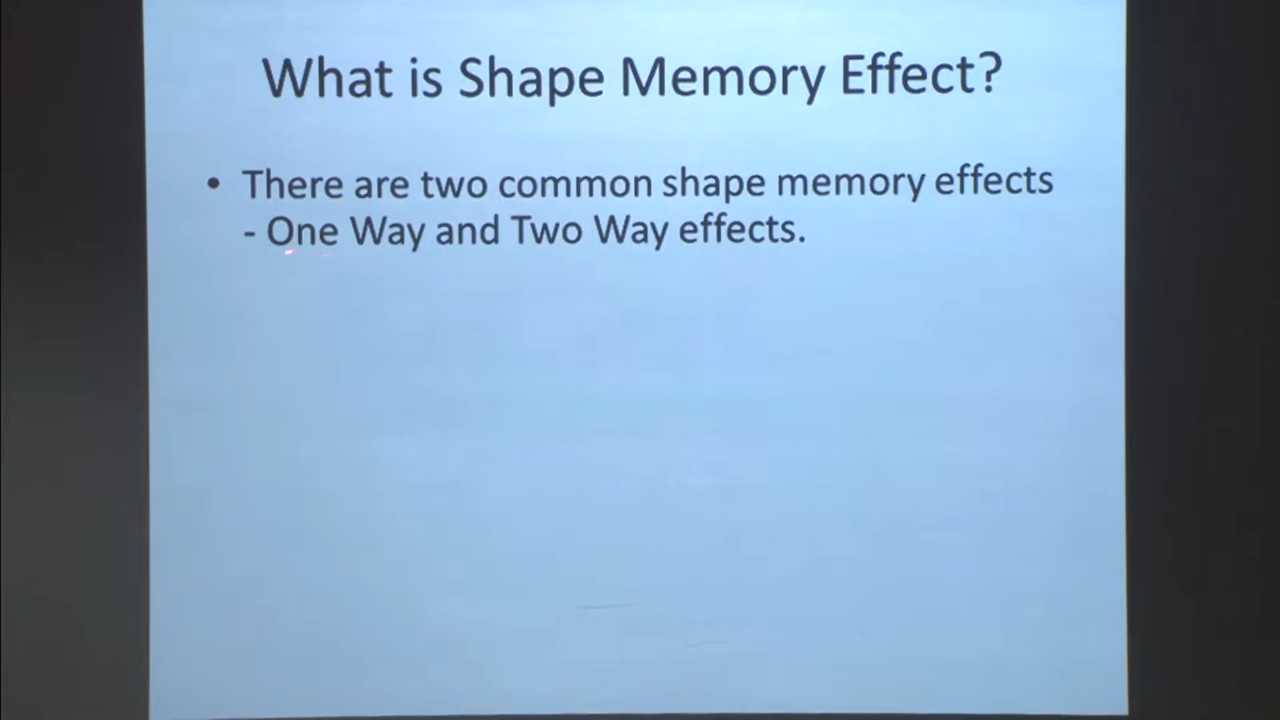 What is Shape Memory Effect?
• There are two common shape memory effects
- One Way and Two Way effects.